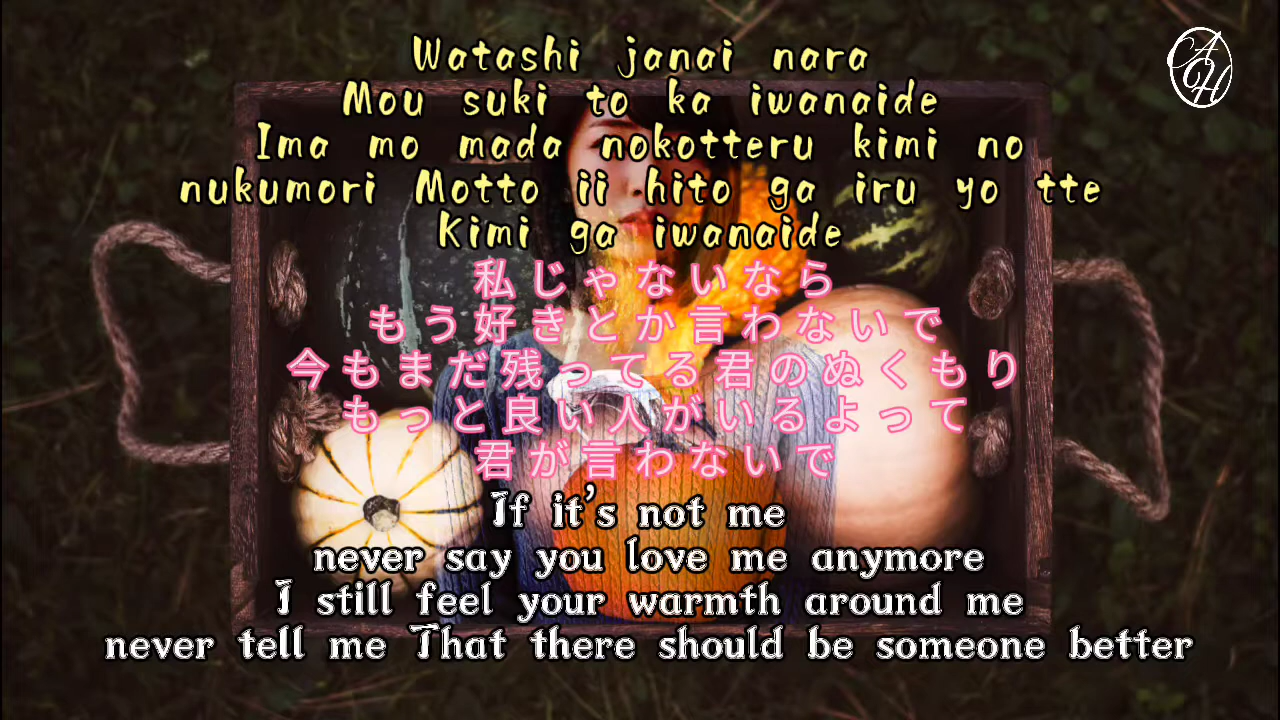 Watashi janai nara
Mou suki to ka iwanaide
Ima mo mada nokotteru kimi no
nukumori Motto ii hito ga iru yo tte
Kimi ga iwanaide
私じゃないなら
もう好きとか言わないで
今もまだ残ってる君のぬくもり
もっと良い人がいるよって
君が言わないで
If it's not me
never say you love me anymore
I still feel your warmth around me
never tell me That there should be someone better